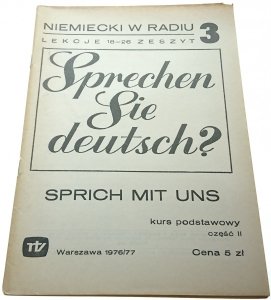 NIEMIECKI W RADIU
LEKCJE 16-26 ZESZYT 3
Sprechen
Sie
deutsch?
SPRICH MIT UNS
kurs podstawowy
część II
Warszawa 1976/77
Cena 5 zł